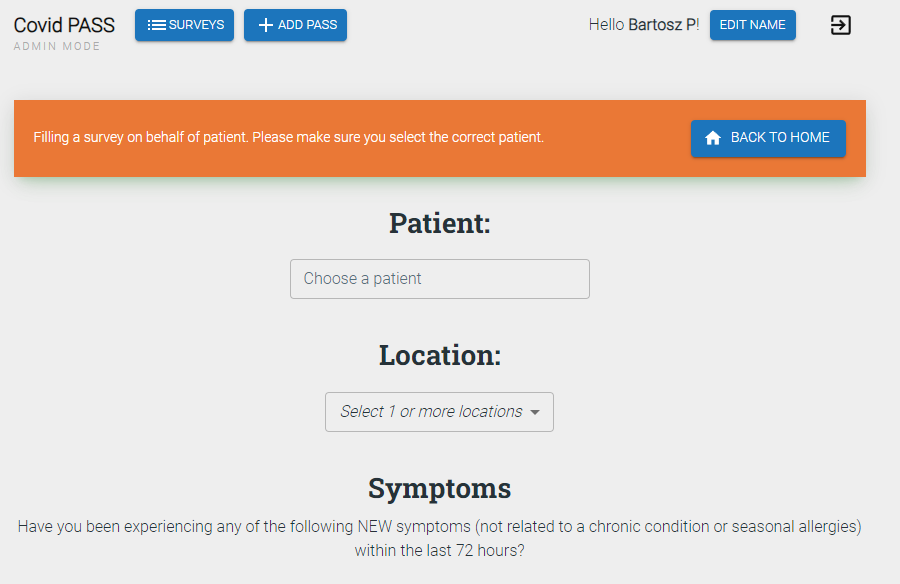 Covid PASS
ADMIN MODE
SURVEYS
ADD PASS
Hello Bartosz P!
EDIT NAME
Filling a survey on behalf of patient. Please make sure you select the correct patient.
BACK TO HOME
Patient:
Choose a patient
Location:
Select 1 or more locations
Symptoms
Have you been experiencing any of the following NEW symptoms (not related to a chronic condition or seasonal allergies)
within the last 72 hours?